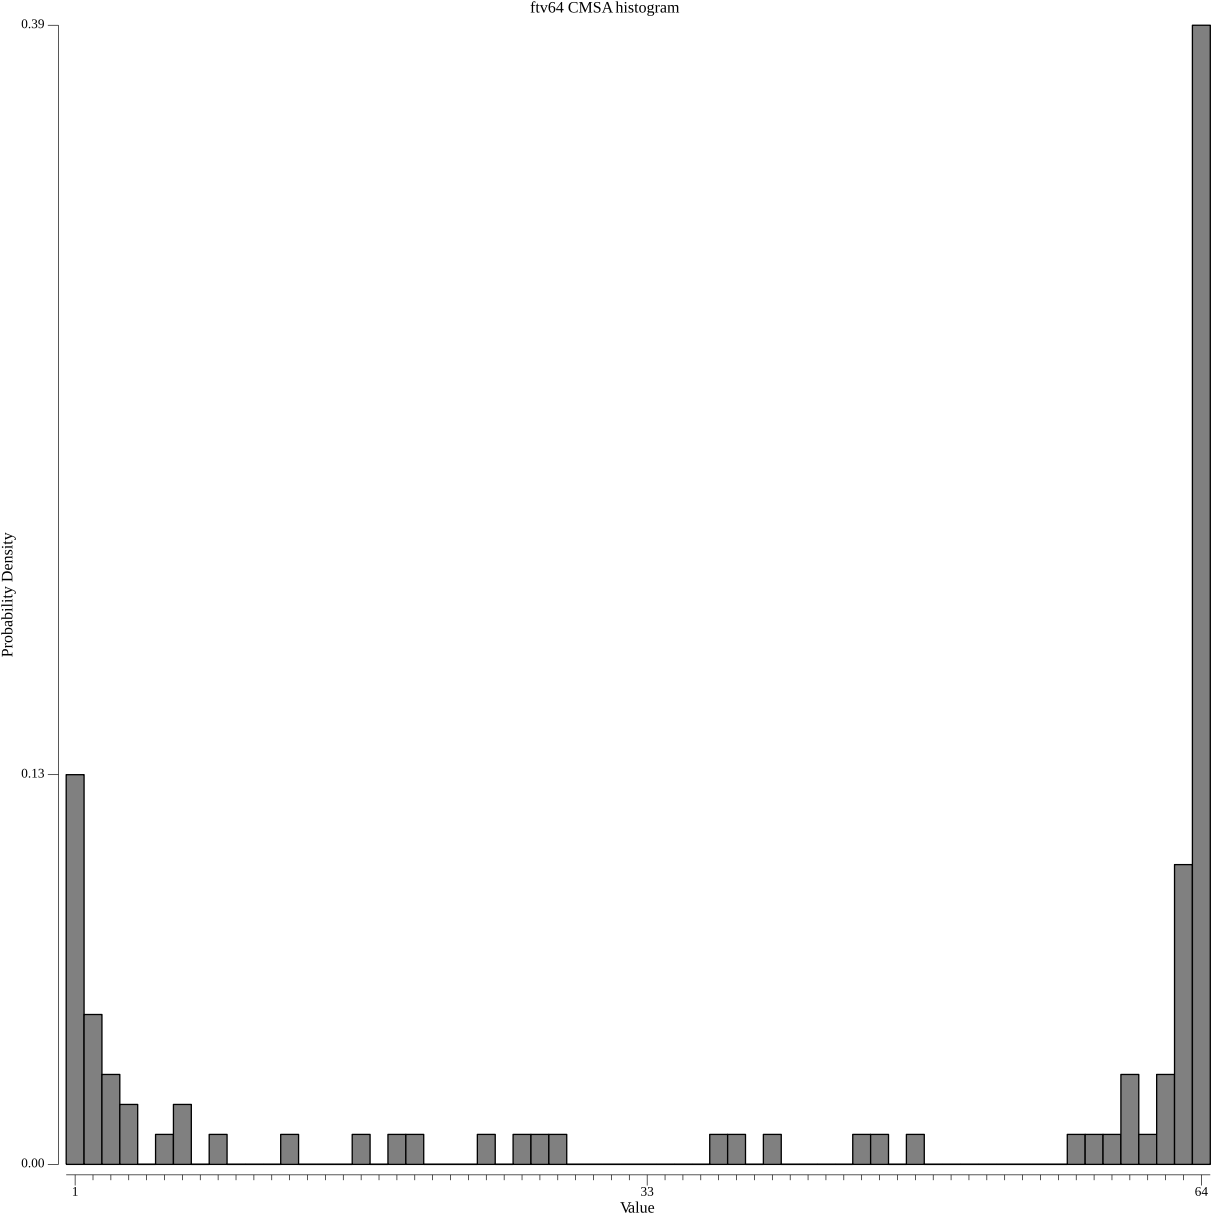 ftv64 CMSA histogram
0.39
Probability Density
0.13
0.00
1
33
64
Value